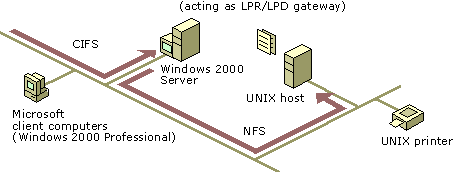 (acting as LPR/LPD gateway)
CIFS
Windows 2000
Server
UNIX host
Microsoft
client computers
(Windows 2000 Professional)
NFS
UNIX printer